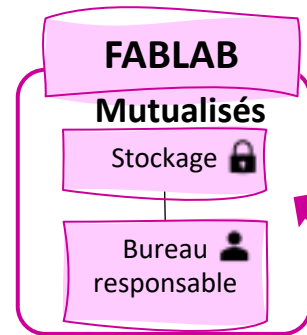 FABLAB
Mutualisés
Stockage
Bureau
responsable